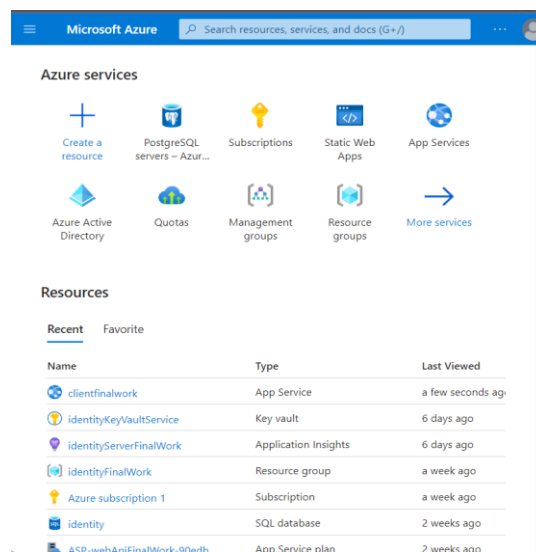 Microsoft Azure
Search resources, services, and docs (G+/)
...
Azure services
Create a
resource
PostgreSQL
servers – Azur...
Subscriptions
Static Web
Apps
App Services
Azure Active
Directory
Quotas
Management
groups
Resource
groups
More services
Resources
Recent Favorite
Name Type Last Viewed
clientfinalwork App Service a few seconds ago
identityKeyVaultService Key vault 6 days ago
identityServerFinalWork Application Insights 6 days ago
identityFinalWork Resource group a week ago
Azure subscription 1 Subscription a week ago
identity SQL database 2 weeks ago
ASP-webApiFinalWork-90edb App Service plan 2 weeks ago